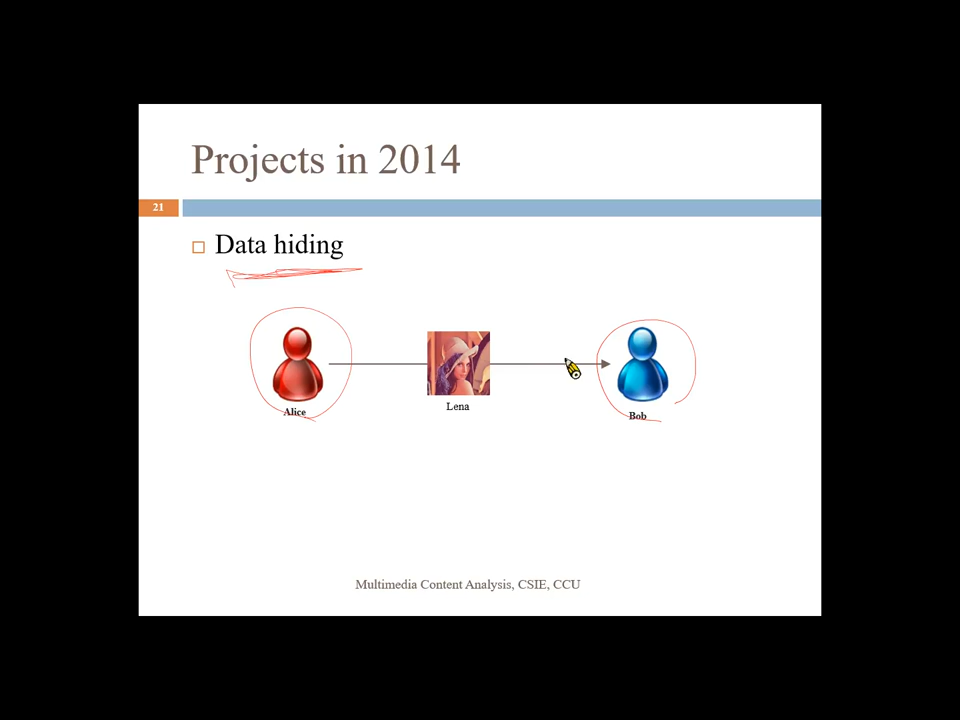 Projects in 2014
21
Data hiding
Alice
Lena
Bob
Multimedia Content Analysis, CSIE, CCU